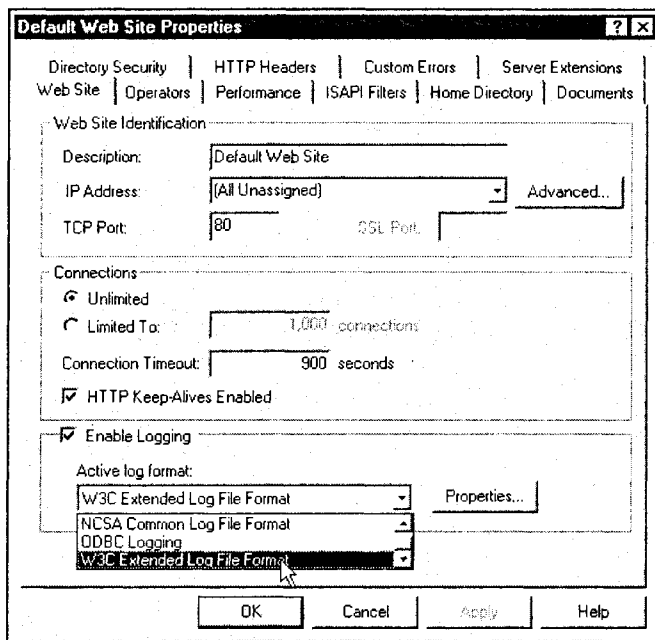 Default Web Site Properties ? ×
Directory Security HTTP Headers Custom Errors Server Extensions
Web Site Operators Performance ISAPI Filters Home Directory Documents
Web Site Identification
Description: Default Web Site
IP Address: (All Unassigned) Advanced...
TCP Port: 80 SSL Port:
Connections
Unlimited
Limited To: 1,000 connections
Connection Timeout: 900 seconds
HTTP Keep-Alives Enabled
Enable Logging
Active log format:
W3C Extended Log File Format Properties...
NCSA Common Log File Format
ODBC Logging
W3C Extended Log File Format
OK Cancel Apply Help